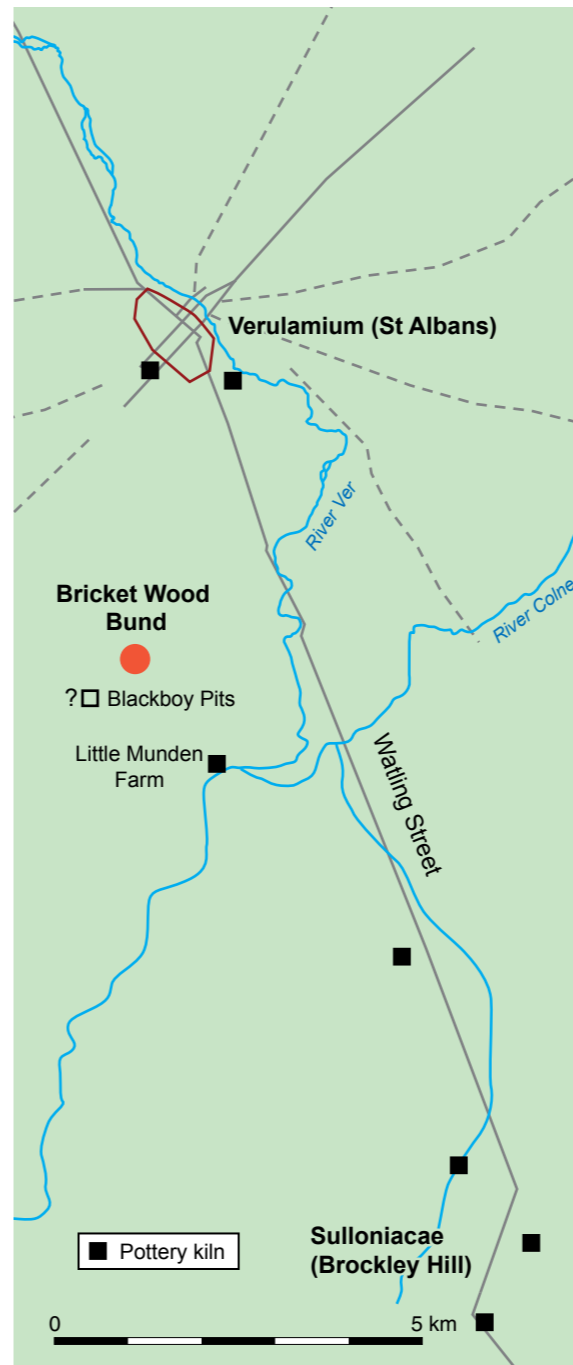 Verulamium (St Albans)
River Ver
River Colne
Bricket Wood
Bund
? Blackboy Pits
Little Munden
Farm
Watling Street
Sulloniacae
(Brockley Hill)
Pottery kiln
0 5 km